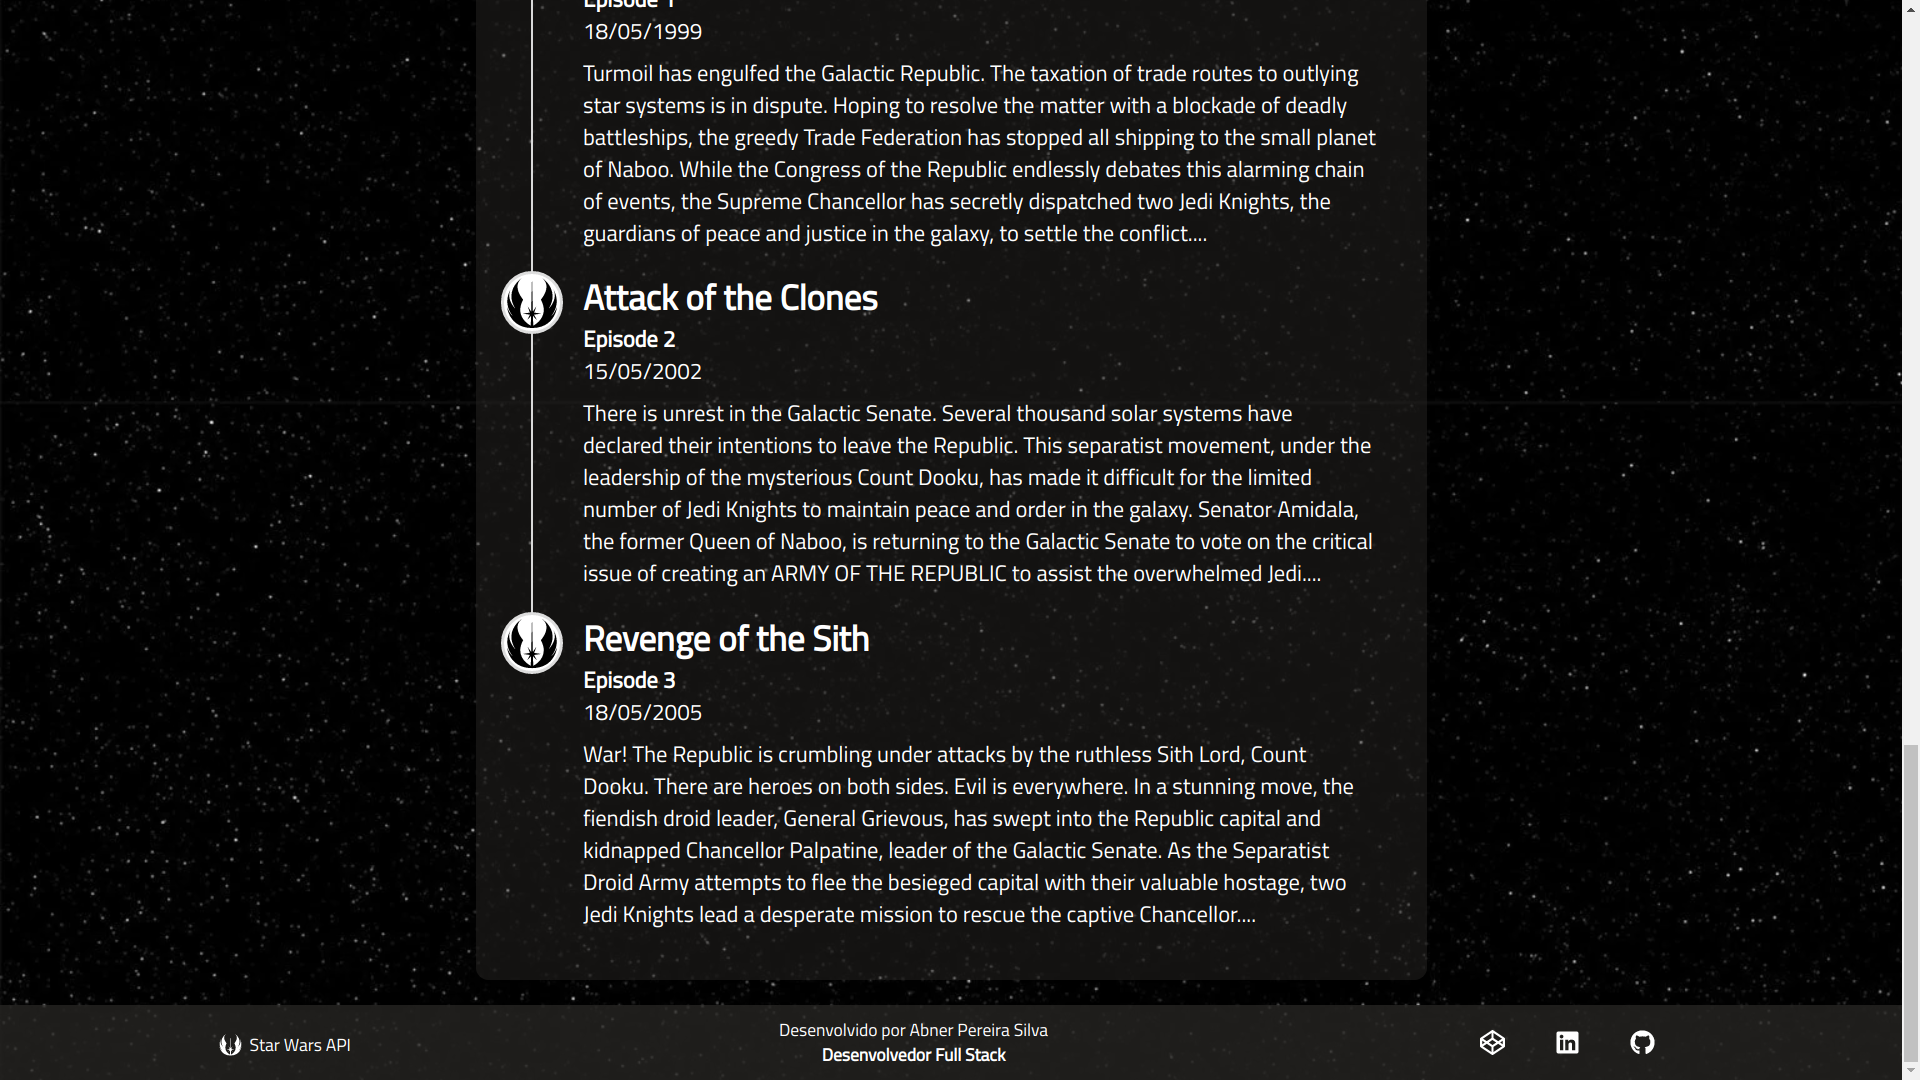 Episode 1
18/05/1999
Turmoil has engulfed the Galactic Republic. The taxation of trade routes to outlying
star systems is in dispute. Hoping to resolve the matter with a blockade of deadly
battleships, the greedy Trade Federation has stopped all shipping to the small planet
of Naboo. While the Congress of the Republic endlessly debates this alarming chain
of events, the Supreme Chancellor has secretly dispatched two Jedi Knights, the
guardians of peace and justice in the galaxy, to settle the conflict....
Attack of the Clones
Episode 2
15/05/2002
There is unrest in the Galactic Senate. Several thousand solar systems have
declared their intentions to leave the Republic. This separatist movement, under the
leadership of the mysterious Count Dooku, has made it difficult for the limited
number of Jedi Knights to maintain peace and order in the galaxy. Senator Amidala,
the former Queen of Naboo, is returning to the Galactic Senate to vote on the critical
issue of creating an ARMY OF THE REPUBLIC to assist the overwhelmed Jedi....
Revenge of the Sith
Episode 3
18/05/2005
War! The Republic is crumbling under attacks by the ruthless Sith Lord, Count
Dooku. There are heroes on both sides. Evil is everywhere. In a stunning move, the
fiendish droid leader, General Grievous, has swept into the Republic capital and
kidnapped Chancellor Palpatine, leader of the Galactic Senate. As the Separatist
Droid Army attempts to flee the besieged capital with their valuable hostage, two
Jedi Knights lead a desperate mission to rescue the captive Chancellor....
Star Wars API
Desenvolvido por Abner Pereira Silva
Desenvolvedor Full Stack